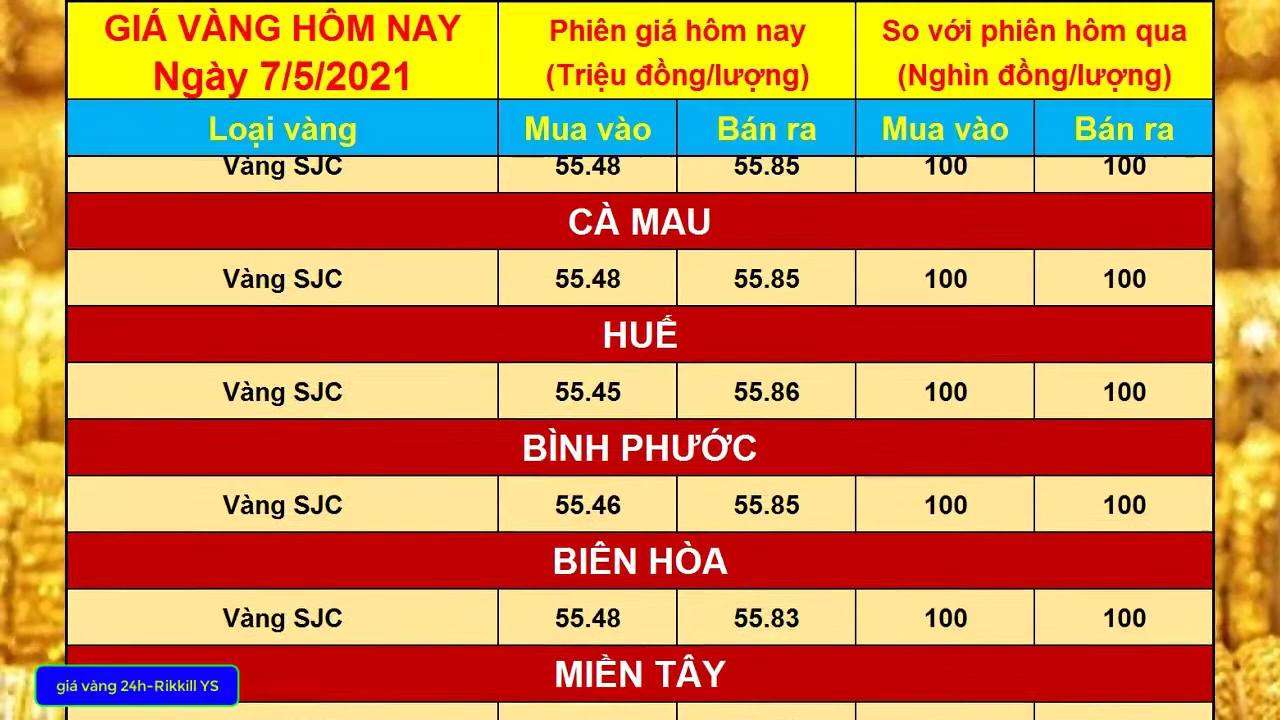 GIÁ VÀNG HÔM NAY
Ngày 7/5/2021
Phiên giá hôm nay
(Triệu đồng/lượng)
So với phiên hôm qua
(Nghìn đồng/lượng)
Loại vàng Mua vào Bán ra Mua vào Bán ra
Vàng SJC 55.48 55.85 100 100
CÀ MAU
Vàng SJC 55.48 55.85 100 100
HUẾ
Vàng SJC 55.45 55.86 100 100
BÌNH PHƯỚC
Vàng SJC 55.46 55.85 100 100
BIÊN HÒA
Vàng SJC 55.48 55.83 100 100
MIỀN TÂY
giá vàng 24h-Rikkill YS